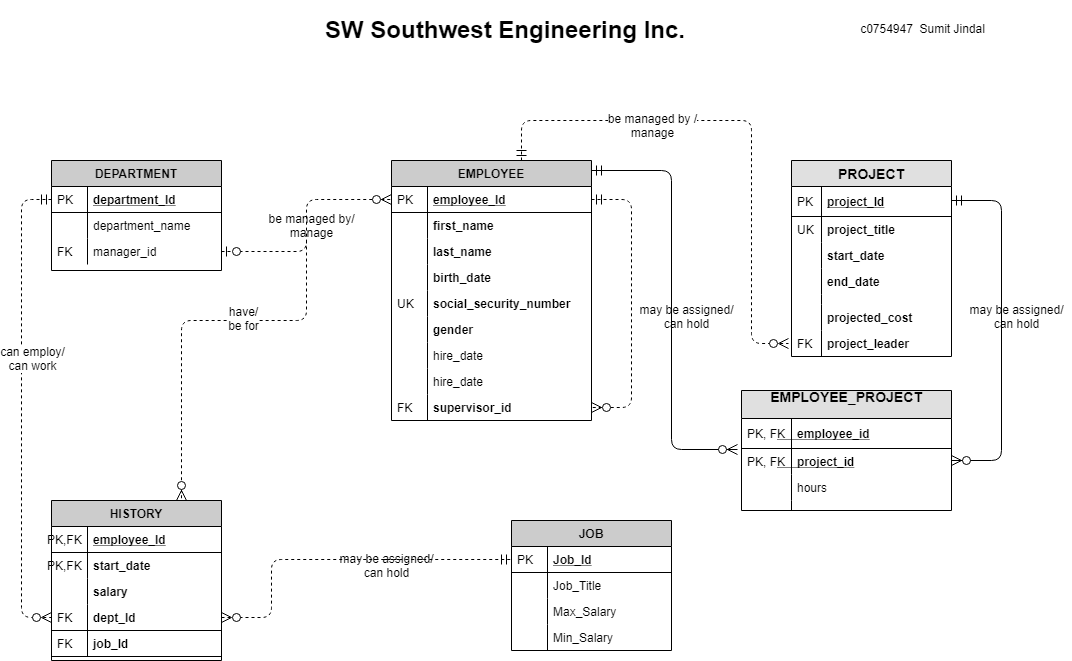 SW Southwest Engineering Inc.
c0754947 Sumit Jindal
be managed by /
manage
DEPARTMENT
PK department_Id
department_name
FK manager_id
be managed by/
manage
EMPLOYEE
PK employee_Id
first_name
last_name
birth_date
UK social_security_number
gender
hire_date
hire_date
FK supervisor_id
may be assigned/
can hold
PROJECT
PK project_Id
UK project_title
start_date
end_date
projected_cost
FK project_leader
may be assigned/
can hold
have/
be for
can employ/
can work
EMPLOYEE_PROJECT
PK, FK employee_id
PK, FK project_id
hours
HISTORY
PK,FK employee_Id
PK,FK start_date
salary
FK dept_Id
FK job_Id
may be assigned/
can hold
JOB
PK Job_Id
Job_Title
Max_Salary
Min_Salary